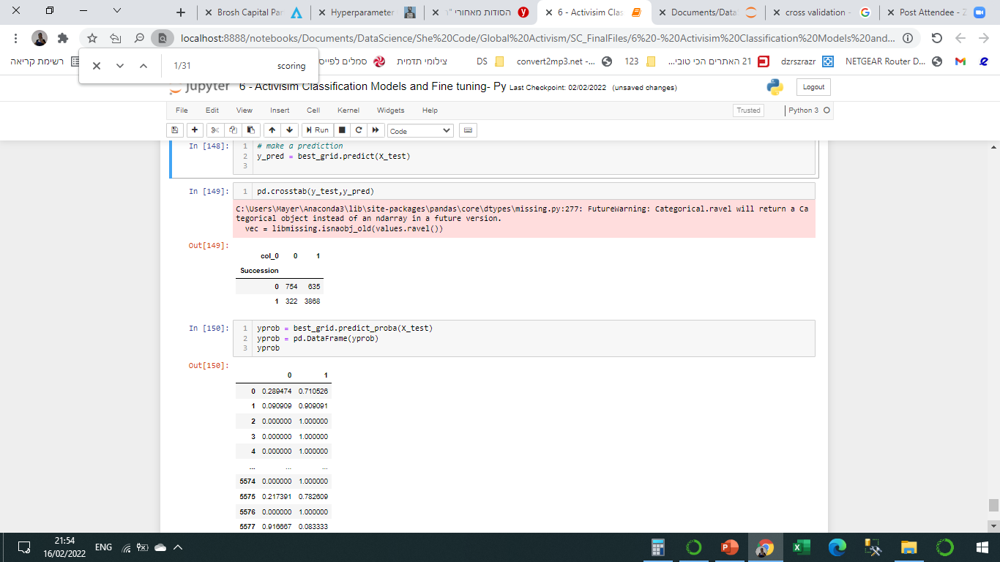 Brosh Capital Par
Hyperparameter
הסודות מאחורי "ר
6 - Activisim Clas
Documents/Data
cross validation -
Post Attendee - Z
localhost:8888/notebooks/Documents/DataScience/She%20Code/Global%20Activism/SC_FinalFiles/6%20-%20Activisim%20Classification%20Models%20and...
רשימת קריאה
סמלים לפייס
צילומי תדמית
DS
convert2mp3.net -...
123
21 האתרים הכי טובי...
dzrszrazr
NETGEAR Router D...
1/31 scoring
jupyter 6 - Activisim Classification Models and Fine tuning- Py Last Checkpoint: 02/02/2022 (unsaved changes)
Logout
File Edit View Insert Cell Kernel Widgets Help
Trusted Python 3
Run Code
In [148]: 1 # make a prediction
2 y_pred = best_grid.predict(X_test)
3
In [149]: 1 pd.crosstab(y_test,y_pred)
C:\Users\Mayer\Anaconda3\lib\site-packages\pandas\core\dtypes\missing.py:277: FutureWarning: Categorical.ravel will return a Ca
tegorical object instead of an ndarray in a future version.
vec = libmissing.isnaobj_old(values.ravel())
Out[149]:
col_0 0 1
Succession
0 754 635
1 322 3868
In [150]: 1 yprob = best_grid.predict_proba(X_test)
2 yprob = pd.DataFrame(yprob)
3 yprob
Out[150]:
0 1
0 0.289474 0.710526
1 0.090909 0.909091
2 0.000000 1.000000
3 0.000000 1.000000
4 0.000000 1.000000
... ... ...
5574 0.000000 1.000000
5575 0.217391 0.782609
5576 0.000000 1.000000
5577 0.916667 0.083333
21:54
16/02/2022
ENG